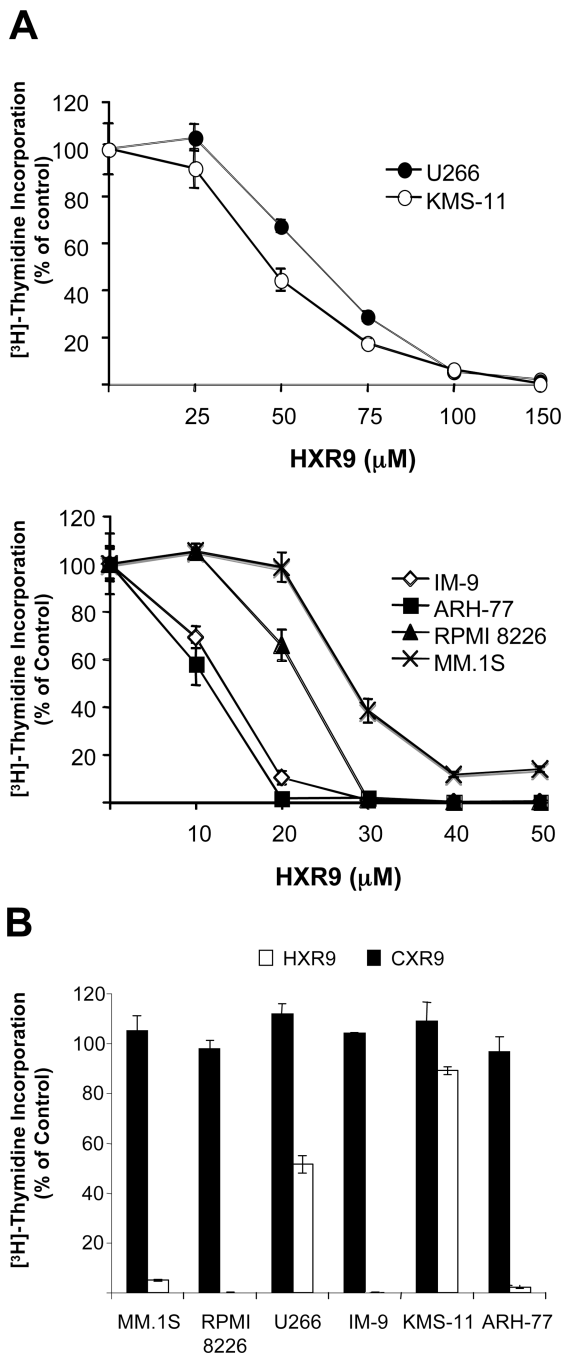 A
[³H]-Thymidine Incorporation
(% of control)
120
100
80
60
40
20
U266
KMS-11
25 50 75 100 150
HXR9 (μM)
[³H]-Thymidine Incorporation
(% of Control)
120
100
80
60
40
20
IM-9
ARH-77
RPMI 8226
MM.1S
10 20 30 40 50
HXR9 (μM)
B
HXR9 CXR9
[³H]-Thymidine Incorporation
(% of Control)
120
100
80
60
40
20
MM.1S RPMI U266 IM-9 KMS-11 ARH-77
8226